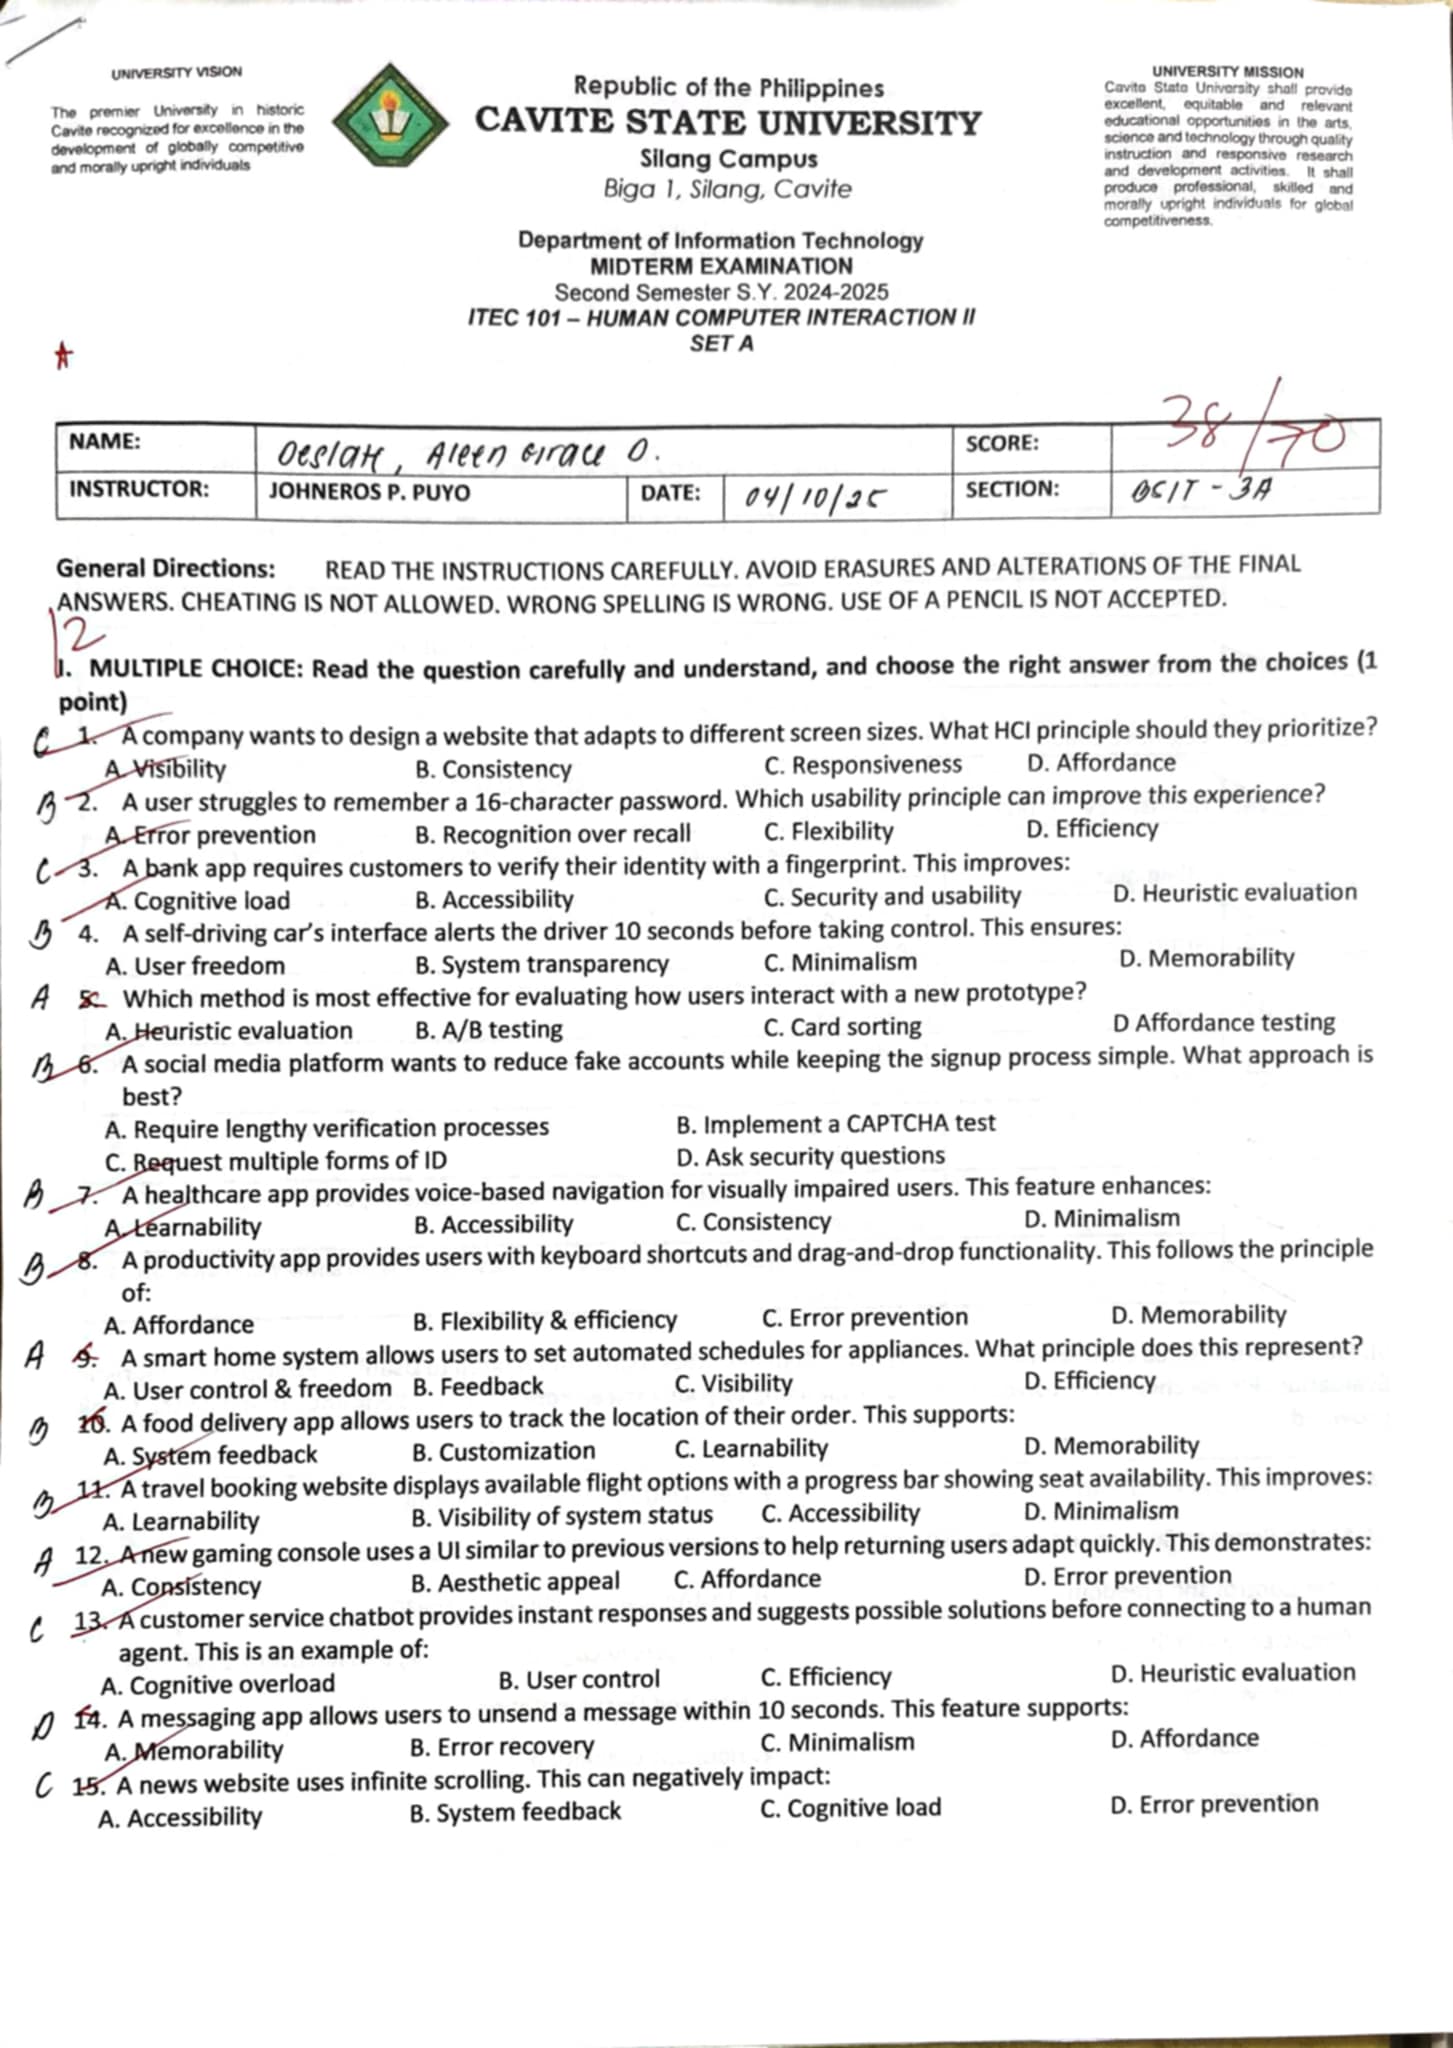 UNIVERSITY VISION
The premier University in historic
Cavite recognized for excellence in the
development of globally competitive
and morally upright individuals
Republic of the Philippines
CAVITE STATE UNIVERSITY
Silang Campus
Biga 1, Silang, Cavite
UNIVERSITY MISSION
Cavite State University shall provide
excellent, equitable and relevant
educational opportunities in the arts,
science and technology through quality
instruction and responsive research
and development activities. It shall
produce professional, skilled and
morally upright individuals for global
competitiveness.
Department of Information Technology
MIDTERM EXAMINATION
Second Semester S.Y. 2024-2025
ITEC 101 – HUMAN COMPUTER INTERACTION II
SET A
NAME: SCORE: 38/70
INSTRUCTOR: JOHNEROS P. PUYO DATE: 04/10/25 SECTION: BSIT - 3A
General Directions: READ THE INSTRUCTIONS CAREFULLY. AVOID ERASURES AND ALTERATIONS OF THE FINAL
ANSWERS. CHEATING IS NOT ALLOWED. WRONG SPELLING IS WRONG. USE OF A PENCIL IS NOT ACCEPTED.
12
I. MULTIPLE CHOICE: Read the question carefully and understand, and choose the right answer from the choices (1
point)
C 1. A company wants to design a website that adapts to different screen sizes. What HCI principle should they prioritize?
A. Visibility B. Consistency C. Responsiveness D. Affordance
B 2. A user struggles to remember a 16-character password. Which usability principle can improve this experience?
A. Error prevention B. Recognition over recall C. Flexibility D. Efficiency
C 3. A bank app requires customers to verify their identity with a fingerprint. This improves:
A. Cognitive load B. Accessibility C. Security and usability D. Heuristic evaluation
B 4. A self-driving car's interface alerts the driver 10 seconds before taking control. This ensures:
A. User freedom B. System transparency C. Minimalism D. Memorability
A 5. Which method is most effective for evaluating how users interact with a new prototype?
A. Heuristic evaluation B. A/B testing C. Card sorting D Affordance testing
B 6. A social media platform wants to reduce fake accounts while keeping the signup process simple. What approach is
best?
A. Require lengthy verification processes B. Implement a CAPTCHA test
C. Request multiple forms of ID D. Ask security questions
B 7. A healthcare app provides voice-based navigation for visually impaired users. This feature enhances:
A. Learnability B. Accessibility C. Consistency D. Minimalism
B 8. A productivity app provides users with keyboard shortcuts and drag-and-drop functionality. This follows the principle
of:
A. Affordance B. Flexibility & efficiency C. Error prevention D. Memorability
A 9. A smart home system allows users to set automated schedules for appliances. What principle does this represent?
A. User control & freedom B. Feedback C. Visibility D. Efficiency
B 10. A food delivery app allows users to track the location of their order. This supports:
A. System feedback B. Customization C. Learnability D. Memorability
B 11. A travel booking website displays available flight options with a progress bar showing seat availability. This improves:
A. Learnability B. Visibility of system status C. Accessibility D. Minimalism
A 12. A new gaming console uses a UI similar to previous versions to help returning users adapt quickly. This demonstrates:
A. Consistency B. Aesthetic appeal C. Affordance D. Error prevention
C 13. A customer service chatbot provides instant responses and suggests possible solutions before connecting to a human
agent. This is an example of:
A. Cognitive overload B. User control C. Efficiency D. Heuristic evaluation
D 14. A messaging app allows users to unsend a message within 10 seconds. This feature supports:
A. Memorability B. Error recovery C. Minimalism D. Affordance
C 15. A news website uses infinite scrolling. This can negatively impact:
A. Accessibility B. System feedback C. Cognitive load D. Error prevention